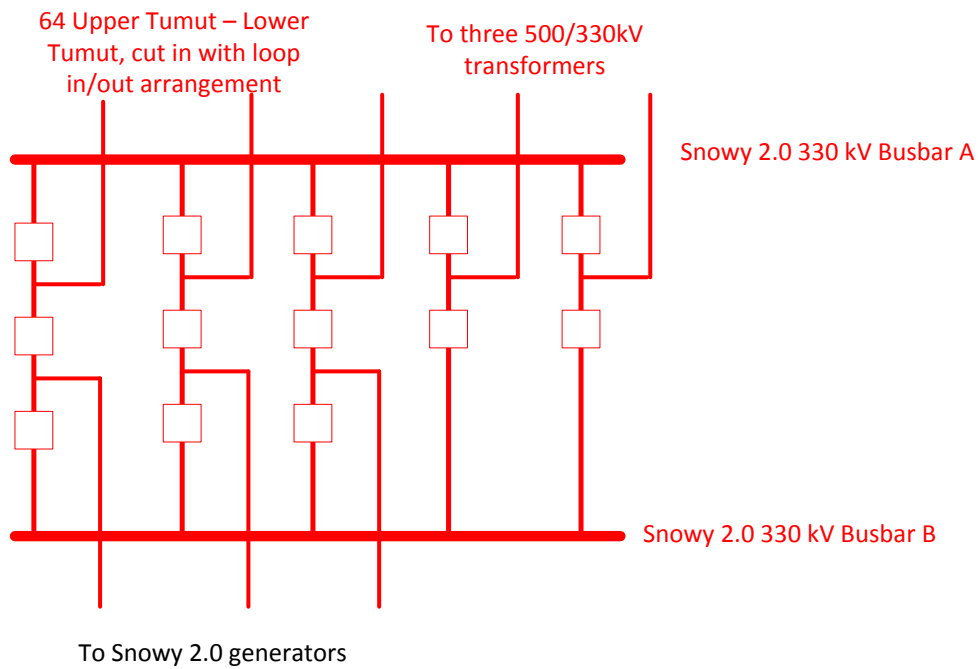 64 Upper Tumut – Lower
Tumut, cut in with loop
in/out arrangement
To three 500/330kV
transformers
Snowy 2.0 330 kV Busbar A
Snowy 2.0 330 kV Busbar B
To Snowy 2.0 generators